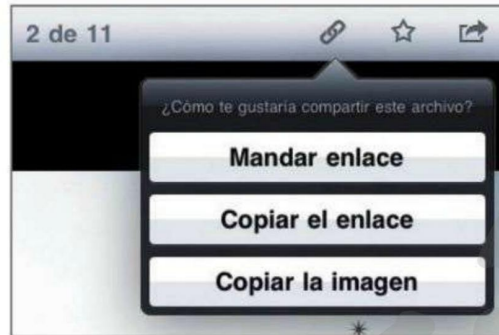 2 de 11
¿Cómo te gustaría compartir este archivo?
Mandar enlace
Copiar el enlace
Copiar la imagen